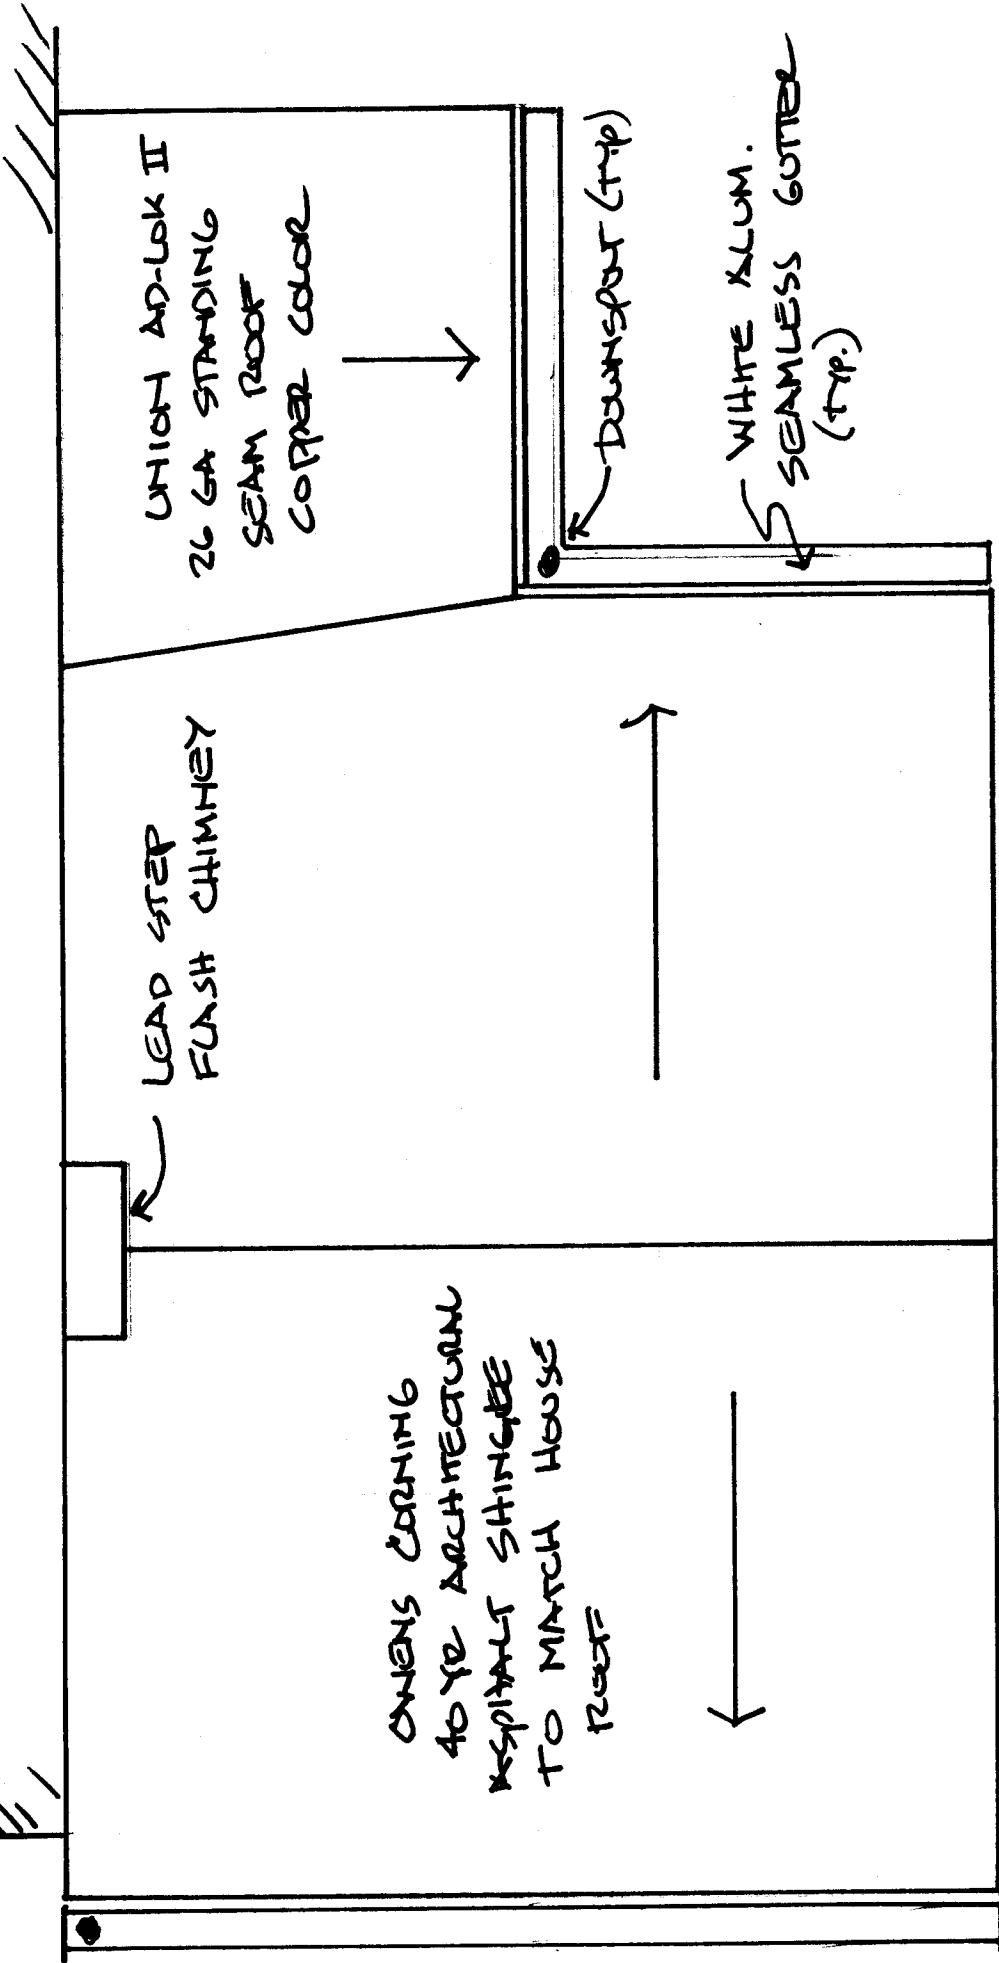 OWENS CORNING
40 YR ARCHITECTURAL
ASPHALT SHINGLE
TO MATCH HOUSE
ROOF
LEAD STEP
FLASH CHIMNEY
UNION AD-LOK II
26 GA STANDING
SEAM ROOF
COPPER COLOR
DOWNSPOUT (typ)
WHITE ALUM.
SEAMLESS GUTTER
(typ.)